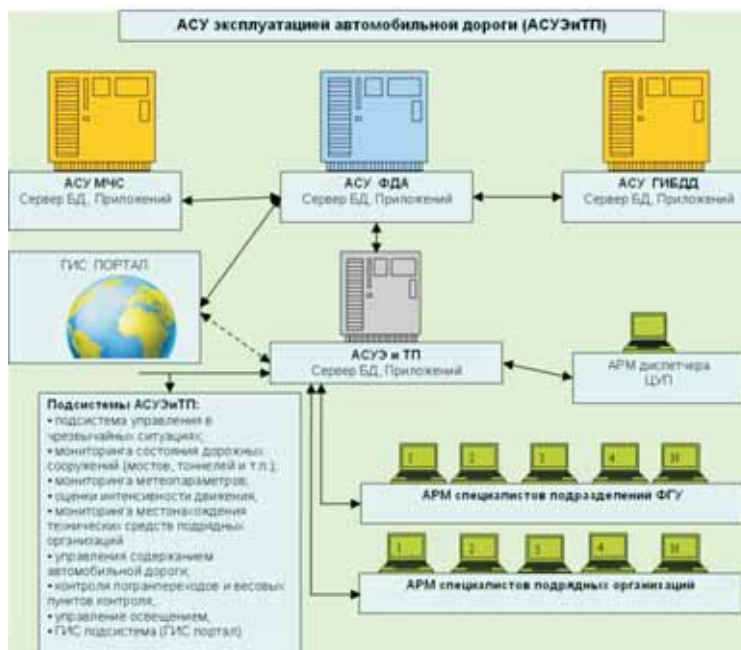 АСУ эксплуатацией автомобильной дороги (АСУЭиТП)
АСУ МЧС
Сервер БД, Приложений
АСУ ФДА
Сервер БД, Приложений
АСУ ГИБДД
Сервер БД, Приложений
ГИС ПОРТАЛ
АСУЭ и ТП
Сервер БД, Приложений
АРМ диспетчера
ЦУП
Подсистемы АСУЭиТП:
• подсистема управления в
чрезвычайных ситуациях;
• мониторинга состояния дорожных
сооружений (мостов, тоннелей и т.п.);
• мониторинга метеопараметров;
• оценки интенсивности движения,
• мониторинга местонахождения
технических средств подрядных
организаций
• управления содержанием
автомобильной дороги;
• контроля погранпереходов и весовых
пунктов контроля;
• управление освещением,
• ГИС подсистема (ГИС портал)
1 2 3 4 N
АРМ специалистов подразделений ФГУ
1 2 3 4 N
АРМ специалистов подрядных организаций